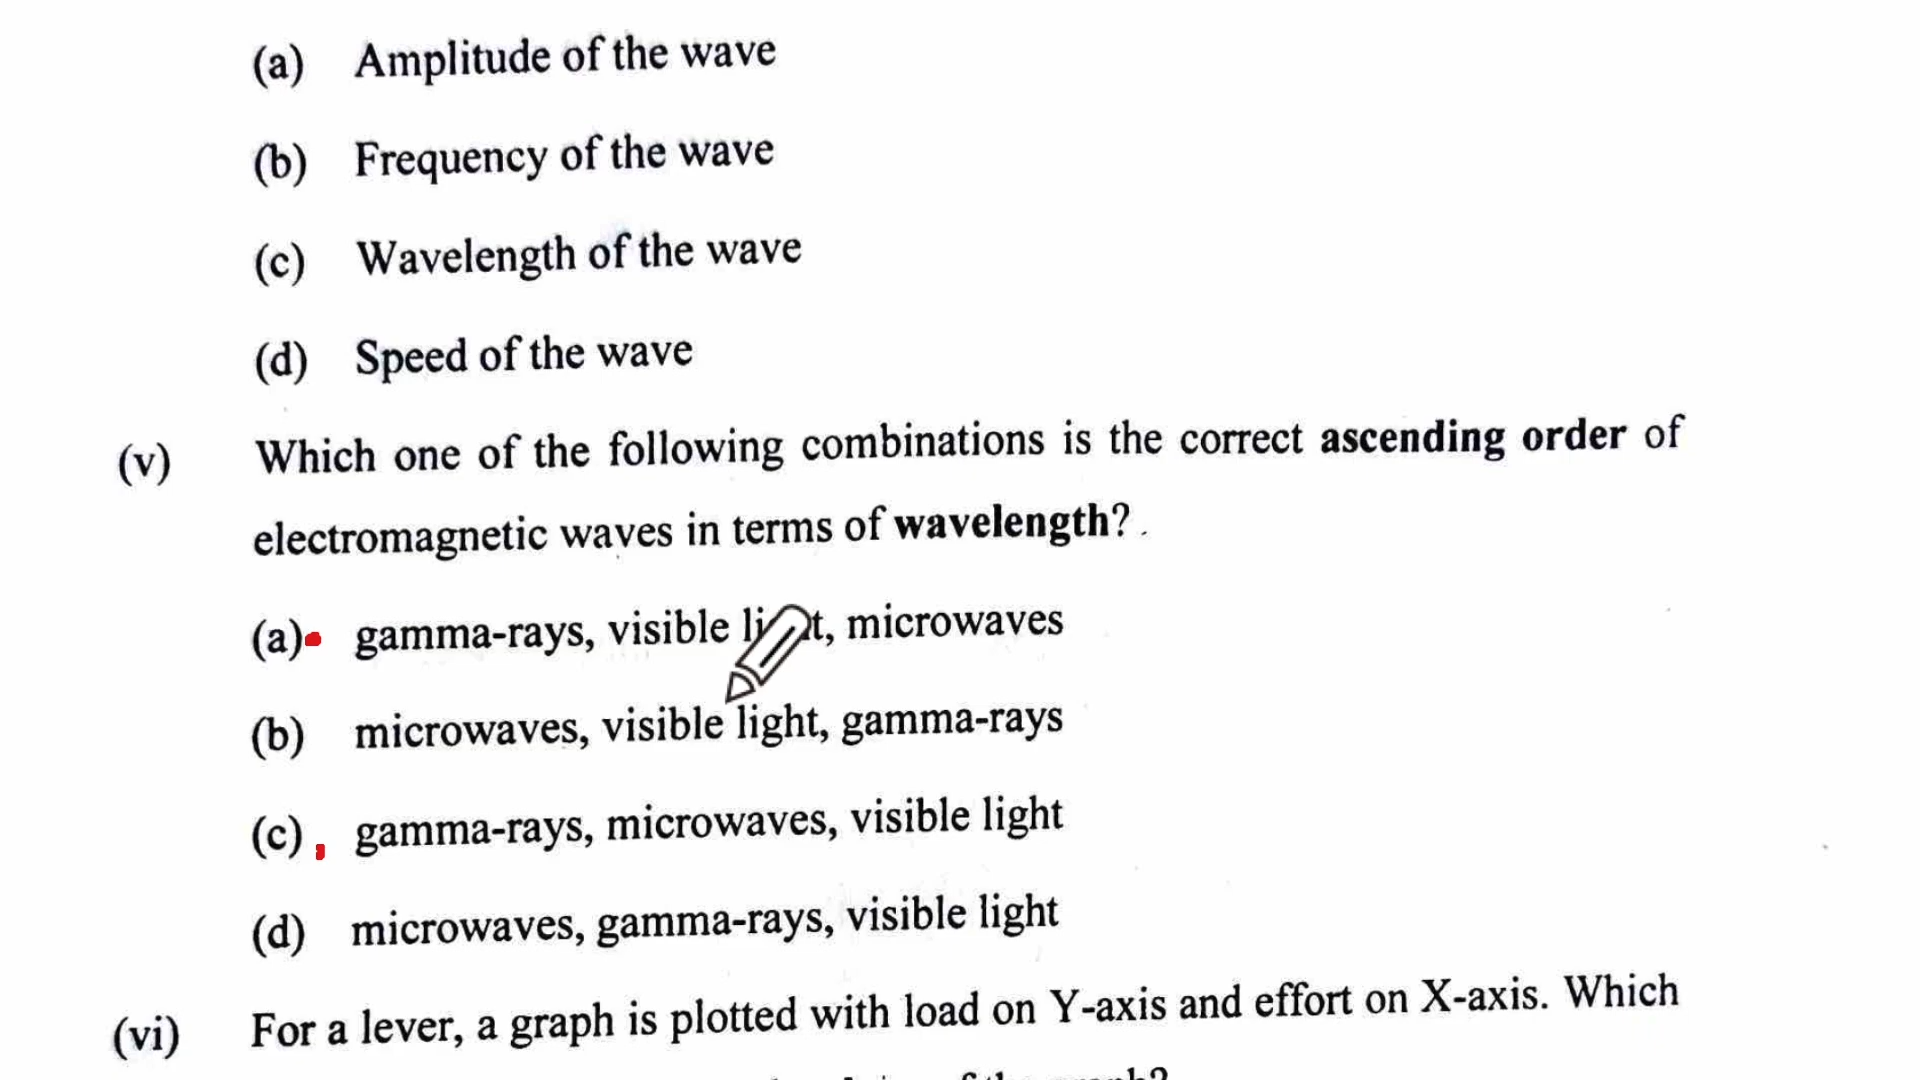 (a) Amplitude of the wave
(b) Frequency of the wave
(c) Wavelength of the wave
(d) Speed of the wave
(v) Which one of the following combinations is the correct ascending order of
electromagnetic waves in terms of wavelength?
(a) gamma-rays, visible light, microwaves
(b) microwaves, visible light, gamma-rays
(c) gamma-rays, microwaves, visible light
(d) microwaves, gamma-rays, visible light
(vi) For a lever, a graph is plotted with load on Y-axis and effort on X-axis. Which